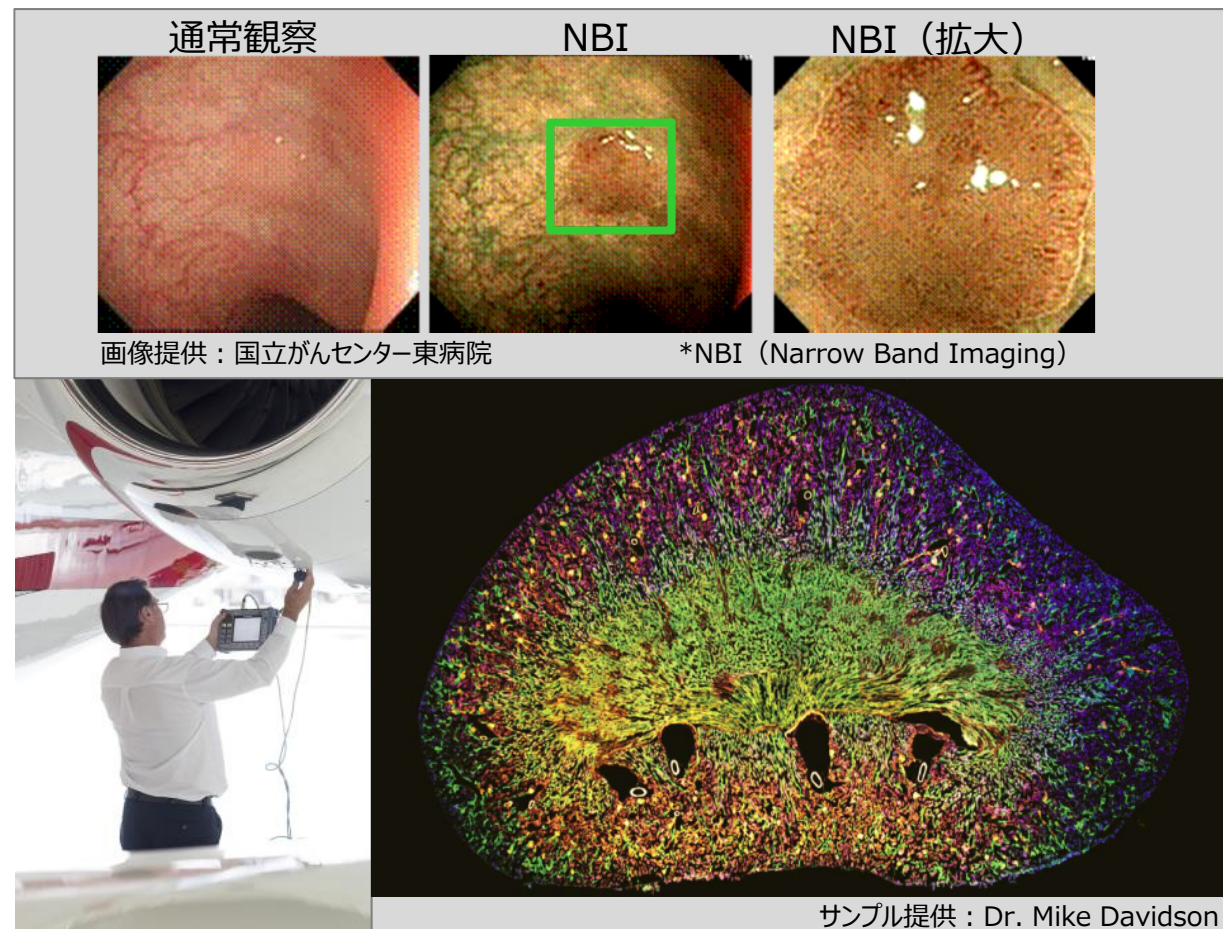 通常観察
NBI
NBI（拡大）
画像提供：国立がんセンター東病院
*NBI（Narrow Band Imaging）
サンプル提供：Dr. Mike Davidson